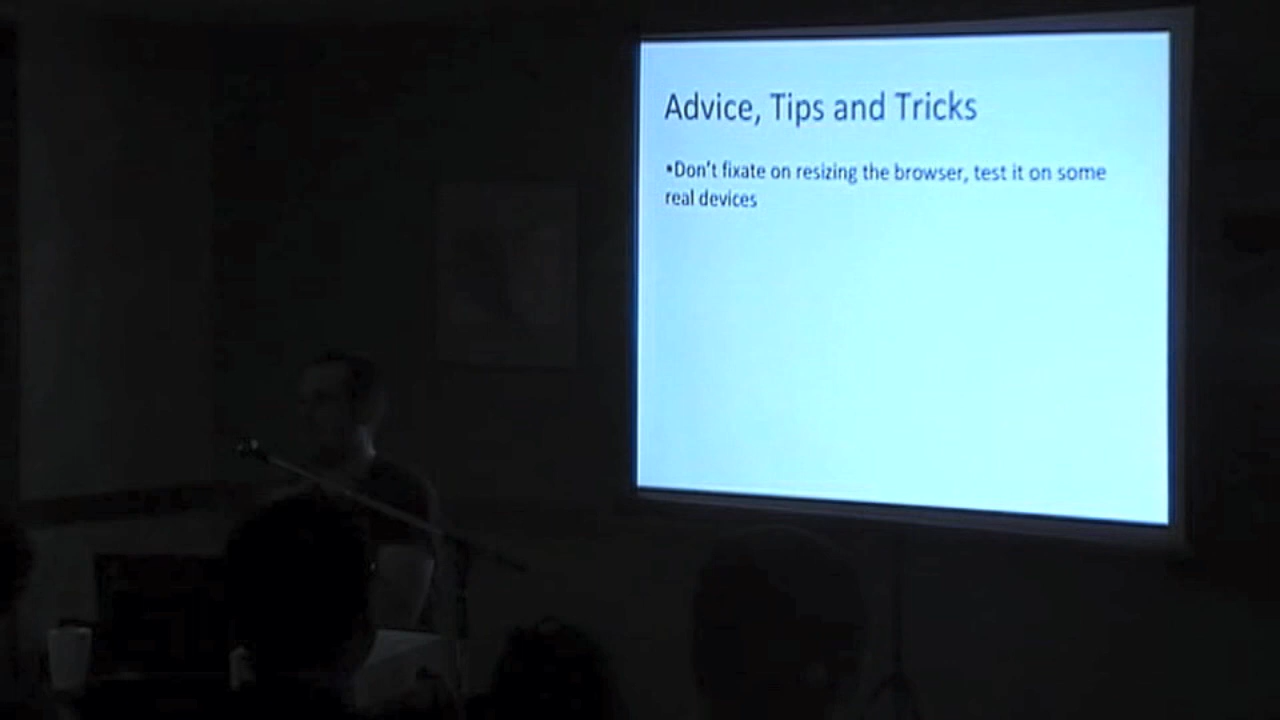 Advice, Tips and Tricks
•Don't fixate on resizing the browser, test it on some
real devices